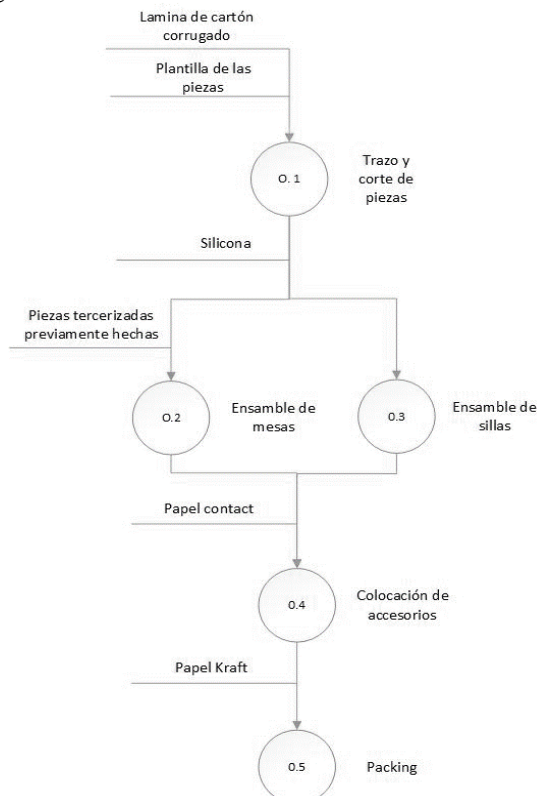 Lamina de cartón
corrugado
Plantilla de las
piezas
O. 1
Trazo y
corte de
piezas
Silicona
Piezas tercerizadas
previamente hechas
O.2
Ensamble de
mesas
0.3
Ensamble de
sillas
Papel contact
0.4
Colocación de
accesorios
Papel Kraft
0.5
Packing